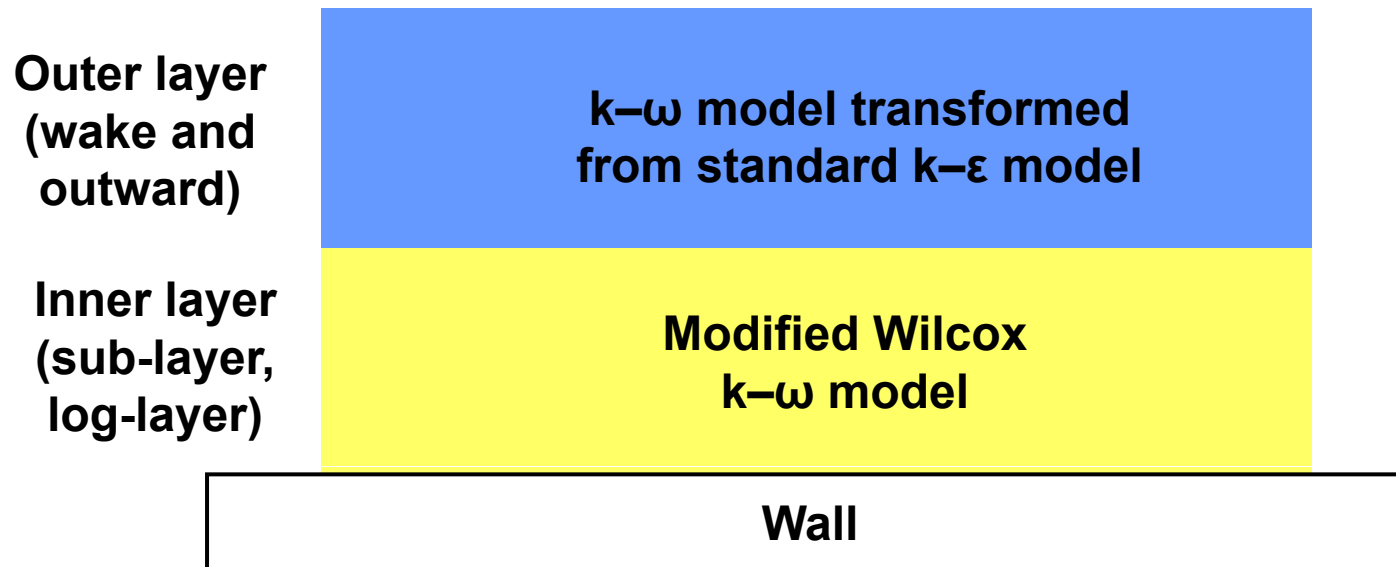 Outer layer
(wake and
outward)
k–ω model transformed
from standard k–ε model
Inner layer
(sub-layer,
log-layer)
Modified Wilcox
k–ω model
Wall